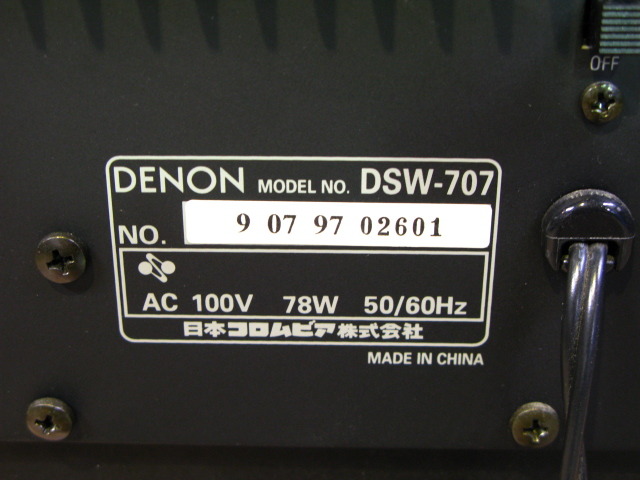 OFF
DENON MODEL NO. DSW-707
NO. 9 07 97 02601
AC 100V 78W 50/60Hz
日本コロムビア株式会社
MADE IN CHINA